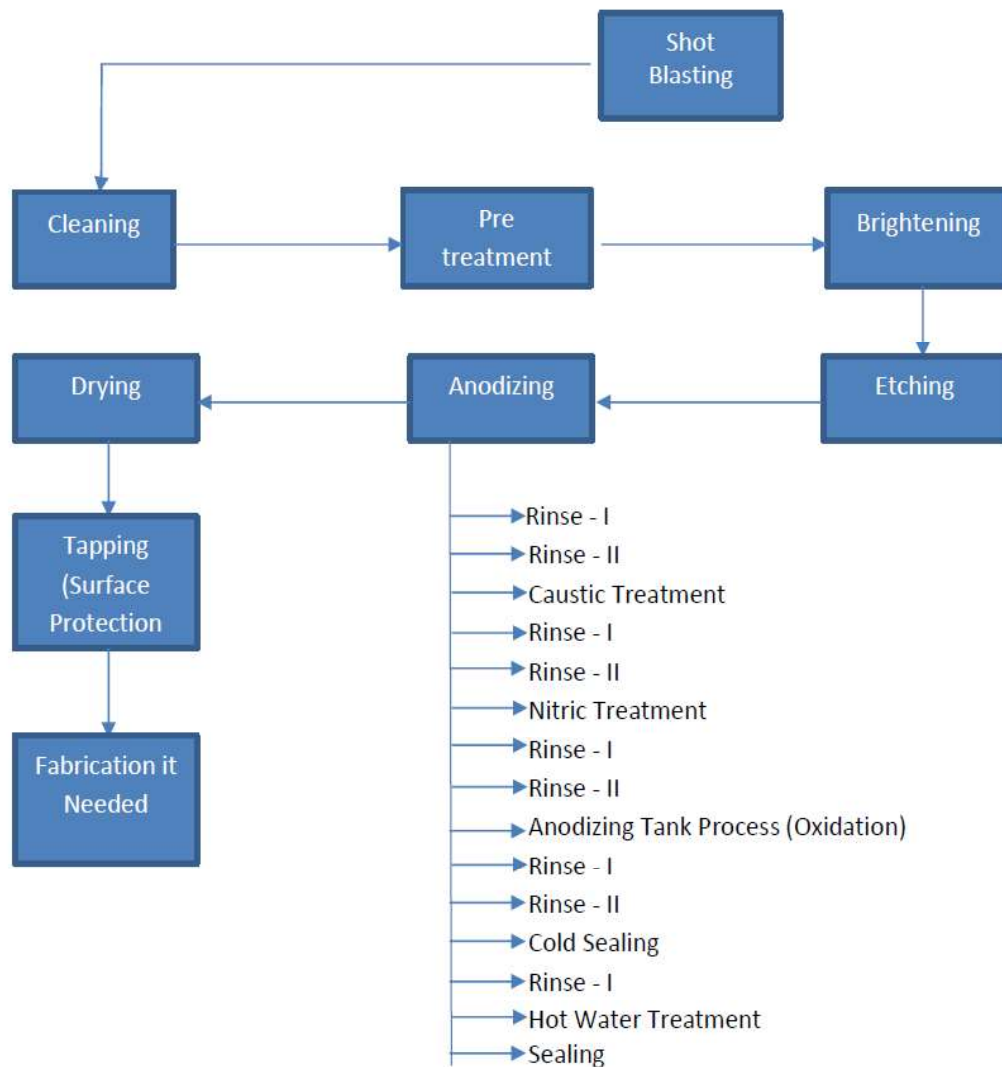 Shot
Blasting
Cleaning
Pre
treatment
Brightening
Etching
Anodizing
Drying
Tapping
(Surface
Protection
Fabrication it
Needed
Rinse - I
Rinse - II
Caustic Treatment
Rinse - I
Rinse - II
Nitric Treatment
Rinse - I
Rinse - II
Anodizing Tank Process (Oxidation)
Rinse - I
Rinse - II
Cold Sealing
Rinse - I
Hot Water Treatment
Sealing